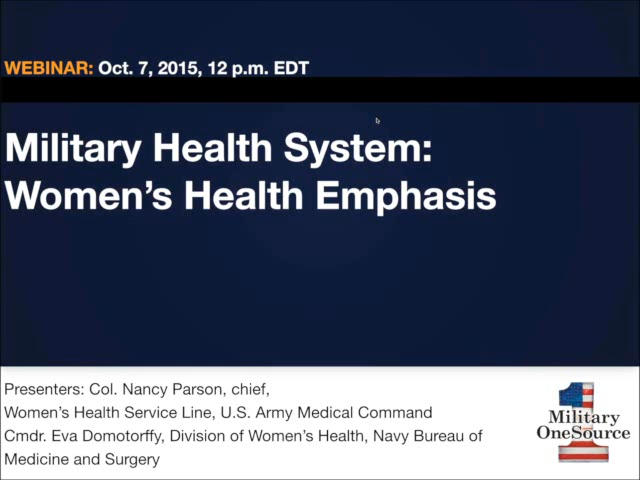 WEBINAR: Oct. 7, 2015, 12 p.m. EDT
Military Health System:
Women's Health Emphasis
Presenters: Col. Nancy Parson, chief,
Women's Health Service Line, U.S. Army Medical Command
Cmdr. Eva Domotorffy, Division of Women's Health, Navy Bureau of
Medicine and Surgery
Military
OneSource